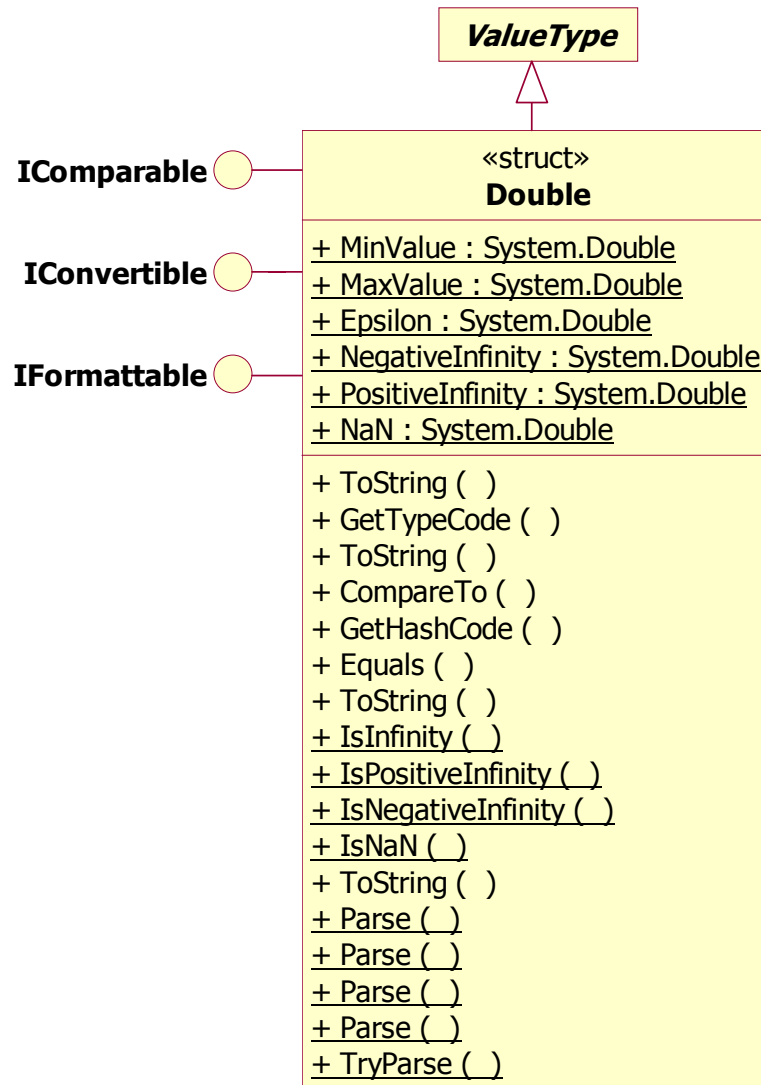 ValueType
IComparable
«struct»
Double
IConvertible
+ MinValue : System.Double
+ MaxValue : System.Double
+ Epsilon : System.Double
IFormattable
+ NegativeInfinity : System.Double
+ PositiveInfinity : System.Double
+ NaN : System.Double
+ ToString ( )
+ GetTypeCode ( )
+ ToString ( )
+ CompareTo ( )
+ GetHashCode ( )
+ Equals ( )
+ ToString ( )
+ IsInfinity ( )
+ IsPositiveInfinity ( )
+ IsNegativeInfinity ( )
+ IsNaN ( )
+ ToString ( )
+ Parse ( )
+ Parse ( )
+ Parse ( )
+ Parse ( )
+ TryParse ( )